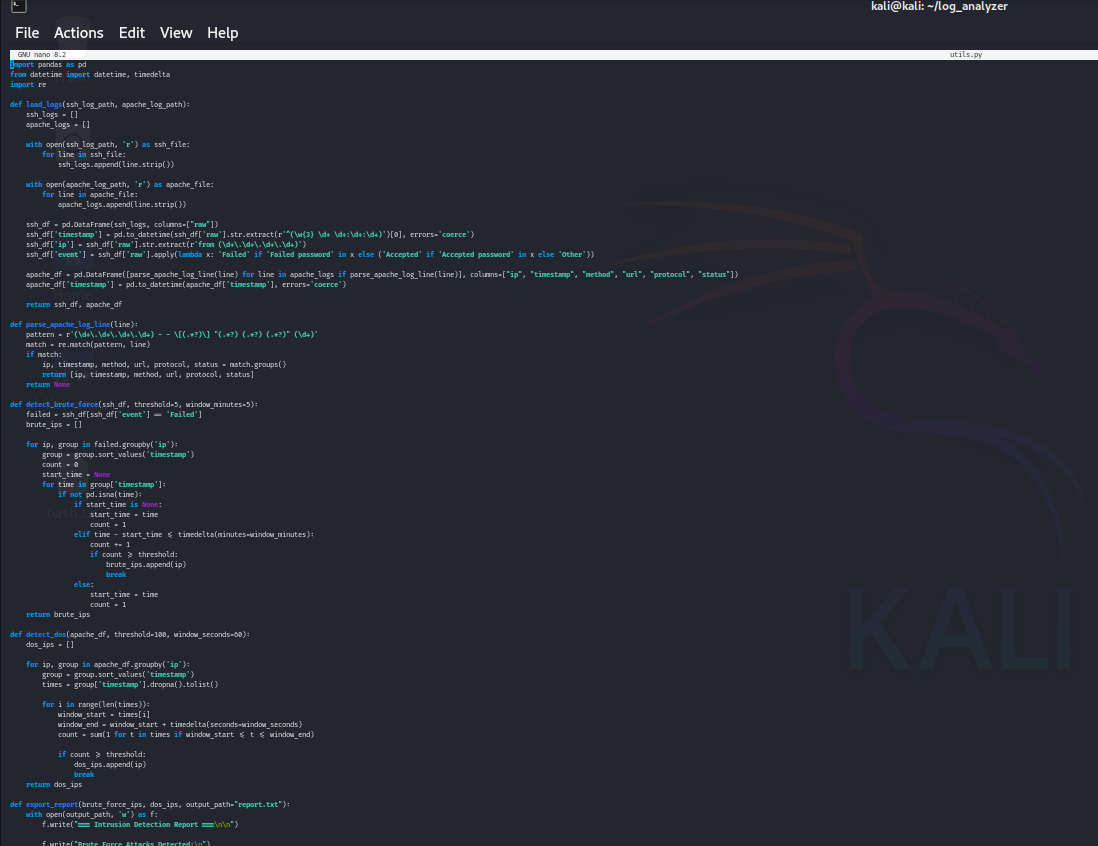 kali@kali: ~/log_analyzer
File Actions Edit View Help
GNU nano 8.2 utils.py
import pandas as pd
from datetime import datetime, timedelta
import re
def load_logs(ssh_log_path, apache_log_path):
    ssh_logs = []
    apache_logs = []
    with open(ssh_log_path, 'r') as ssh_file:
        for line in ssh_file:
            ssh_logs.append(line.strip())
    with open(apache_log_path, 'r') as apache_file:
        for line in apache_file:
            apache_logs.append(line.strip())
    ssh_df = pd.DataFrame(ssh_logs, columns=["raw"])
    ssh_df['timestamp'] = pd.to_datetime(ssh_df['raw'].str.extract(r'^(\w{3} \d+ \d+:\d+:\d+)')[0], errors='coerce')
    ssh_df['ip'] = ssh_df['raw'].str.extract(r'from (\d+\.\d+\.\d+\.\d+)')
    ssh_df['event'] = ssh_df['raw'].apply(lambda x: 'Failed' if 'Failed password' in x else ('Accepted' if 'Accepted password' in x else 'Other'))
    apache_df = pd.DataFrame([parse_apache_log_line(line) for line in apache_logs if parse_apache_log_line(line)], columns=["ip", "timestamp", "method", "url", "protocol", "status"])
    apache_df['timestamp'] = pd.to_datetime(apache_df['timestamp'], errors='coerce')
    return ssh_df, apache_df
def parse_apache_log_line(line):
    pattern = r'(\d+\.\d+\.\d+\.\d+) - - \[(.*?)\] "(.*?) (.*?) (.*?)" (\d+)'
    match = re.match(pattern, line)
    if match:
        ip, timestamp, method, url, protocol, status = match.groups()
        return [ip, timestamp, method, url, protocol, status]
    return None
def detect_brute_force(ssh_df, threshold=5, window_minutes=5):
    failed = ssh_df[ssh_df['event'] == 'Failed']
    brute_ips = []
    for ip, group in failed.groupby('ip'):
        group = group.sort_values('timestamp')
        count = 0
        start_time = None
        for time in group['timestamp']:
            if not pd.isna(time):
                if start_time is None:
                    start_time = time
                    count = 1
                elif time - start_time <= timedelta(minutes=window_minutes):
                    count += 1
                    if count >= threshold:
                        brute_ips.append(ip)
                        break
                else:
                    start_time = time
                    count = 1
    return brute_ips
def detect_dos(apache_df, threshold=100, window_seconds=60):
    dos_ips = []
    for ip, group in apache_df.groupby('ip'):
        group = group.sort_values('timestamp')
        times = group['timestamp'].dropna().tolist()
        for i in range(len(times)):
            window_start = times[i]
            window_end = window_start + timedelta(seconds=window_seconds)
            count = sum(1 for t in times if window_start <= t <= window_end)
            if count >= threshold:
                dos_ips.append(ip)
                break
    return dos_ips
def export_report(brute_force_ips, dos_ips, output_path="report.txt"):
    with open(output_path, 'w') as f:
        f.write("=== Intrusion Detection Report ===\n\n")
        f.write("Brute Force Attacks Detected:\n")
KALI